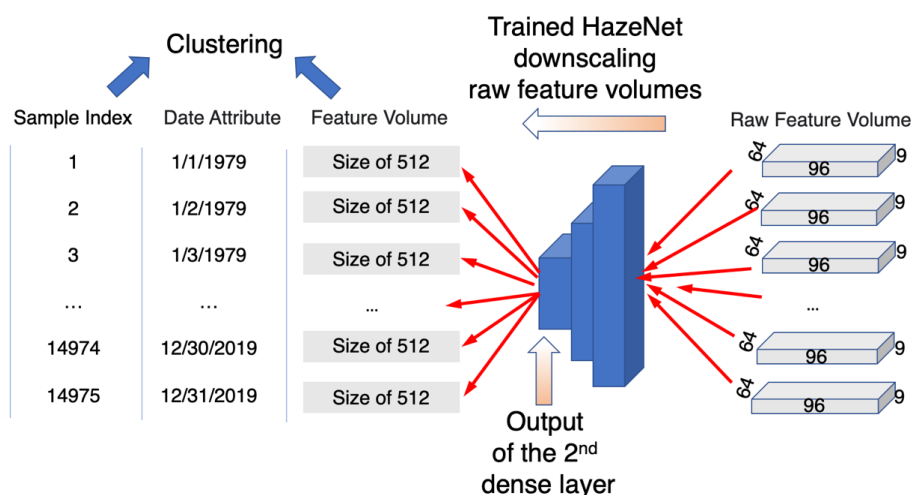 Clustering
Trained HazeNet
downscaling
raw feature volumes
Sample Index Date Attribute Feature Volume Raw Feature Volume
1 1/1/1979 Size of 512 64 96 9
2 1/2/1979 Size of 512 64 96 9
3 1/3/1979 Size of 512 64 96 9
... ... ... ...
14974 12/30/2019 Size of 512 64 96 9
14975 12/31/2019 Size of 512 64 96 9
Output
of the 2nd
dense layer